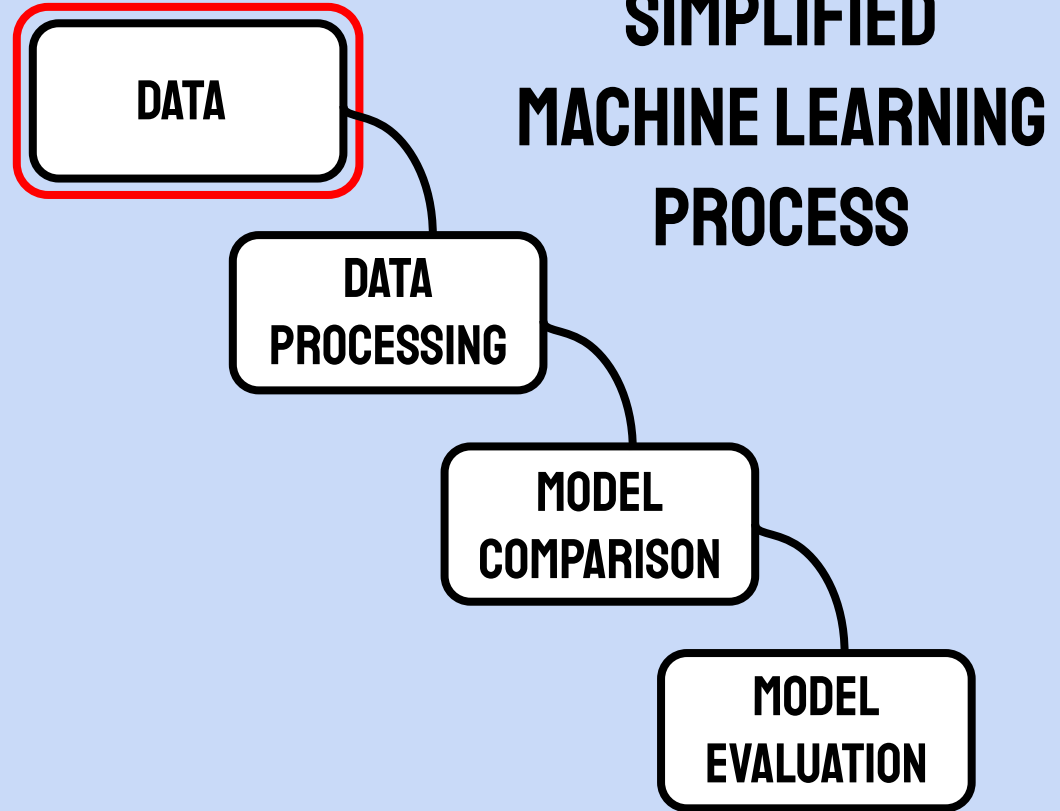 SIMPLIFIED
MACHINE LEARNING
PROCESS
DATA
DATA
PROCESSING
MODEL
COMPARISON
MODEL
EVALUATION